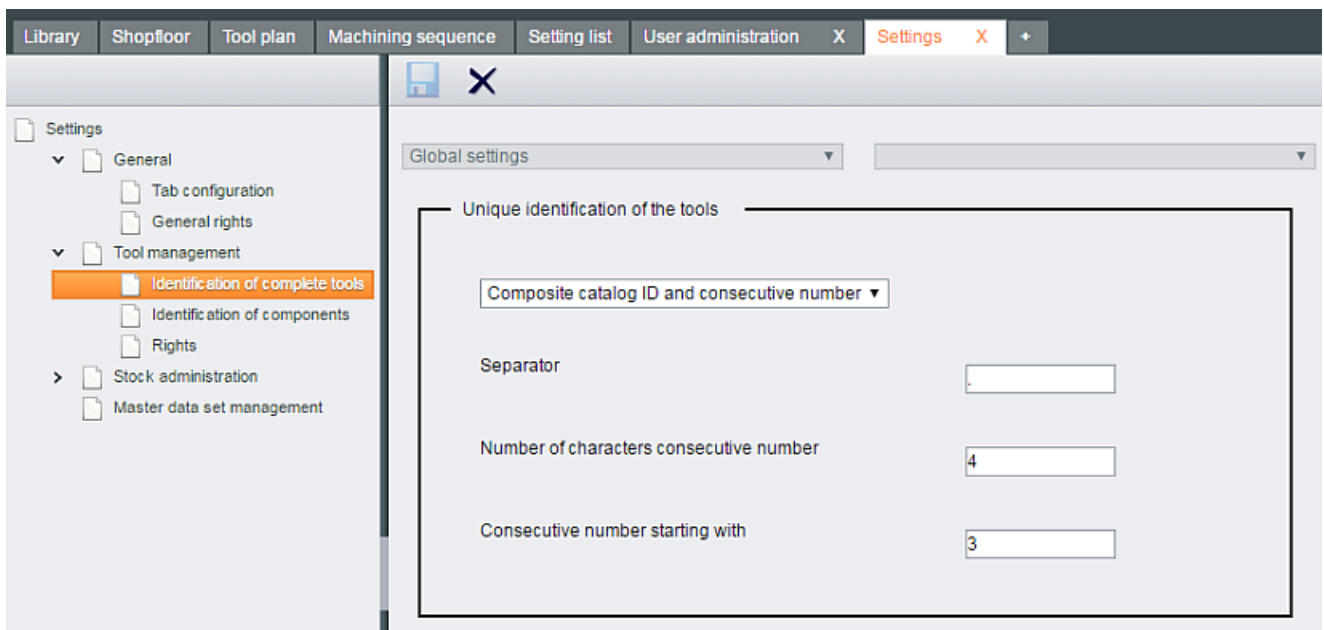 Library Shopfloor Tool plan Machining sequence Setting list User administration X Settings X +
Settings
General
Tab configuration
General rights
Tool management
Identification of complete tools
Identification of components
Rights
Stock administration
Master data set management
Global settings
Unique identification of the tools
Composite catalog ID and consecutive number
Separator
.
Number of characters consecutive number
4
Consecutive number starting with
3